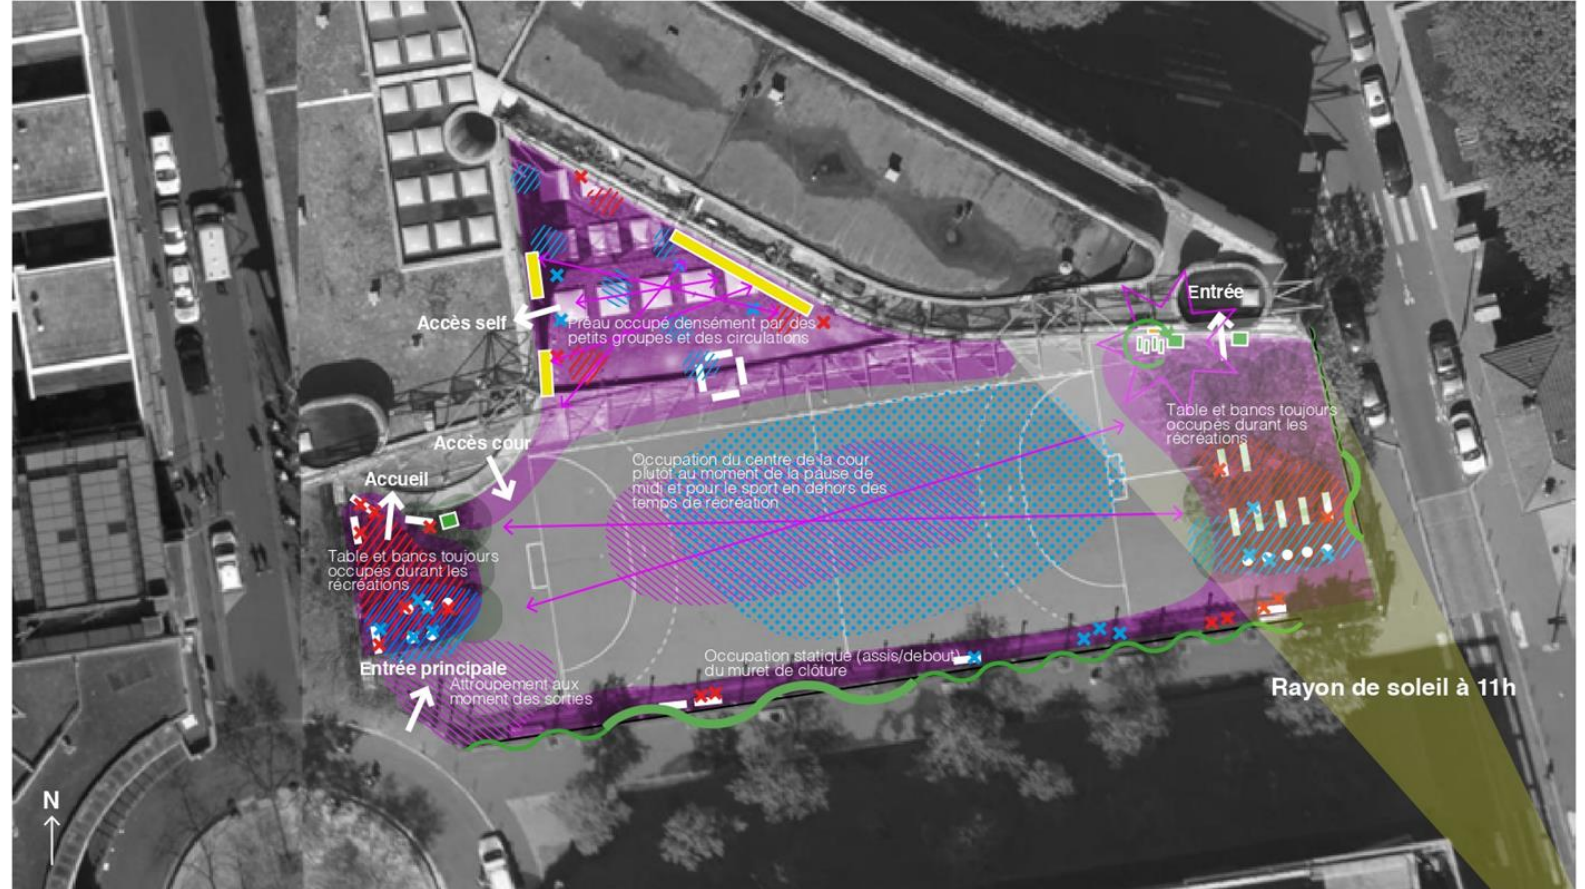 Entrée
Accès self
Préau occupé densément par des
petits groupes et des circulations
Table et bancs toujours
occupés durant les
récréations
Accès cour
Occupation du centre de la cour
plutôt au moment de la pause de
midi et pour le sport en dehors des
temps de récréation
Accueil
Table et bancs toujours
occupés durant les
récréations
Entrée principale
Attroupement aux
moment des sorties
Occupation statique (assis/debout)
du muret de clôture
Rayon de soleil à 11h
N